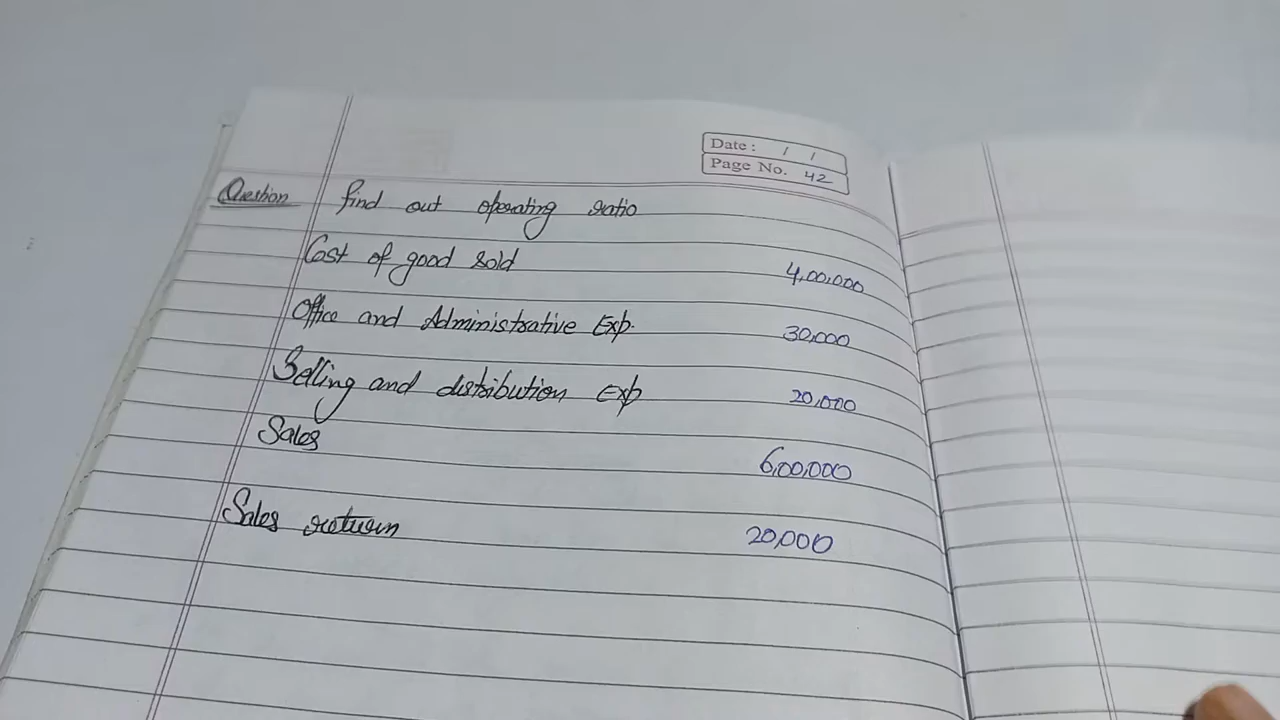 Date : / /
Page No. 42
Question find out operating ratio
Cost of good sold 4,00,000
Office and Administrative Exp. 30,000
Selling and distribution Exp 20,000
Sales 6,00,000
Sales return 20,000